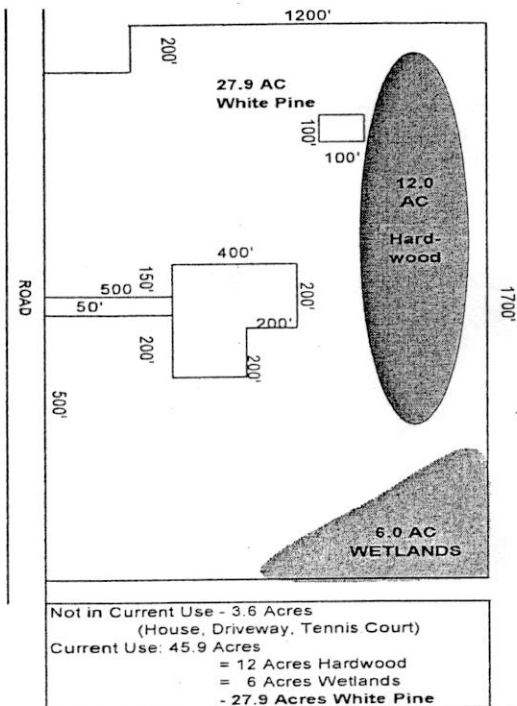 1200'
200'
27.9 AC
White Pine
100'
100'
12.0
AC
Hard-
wood
400'
150'
500
50'
200'
200'
200'
200'
ROAD
1700'
500'
6.0 AC
WETLANDS
Not in Current Use - 3.6 Acres
(House, Driveway, Tennis Court)
Current Use: 45.9 Acres
= 12 Acres Hardwood
= 6 Acres Wetlands
- 27.9 Acres White Pine